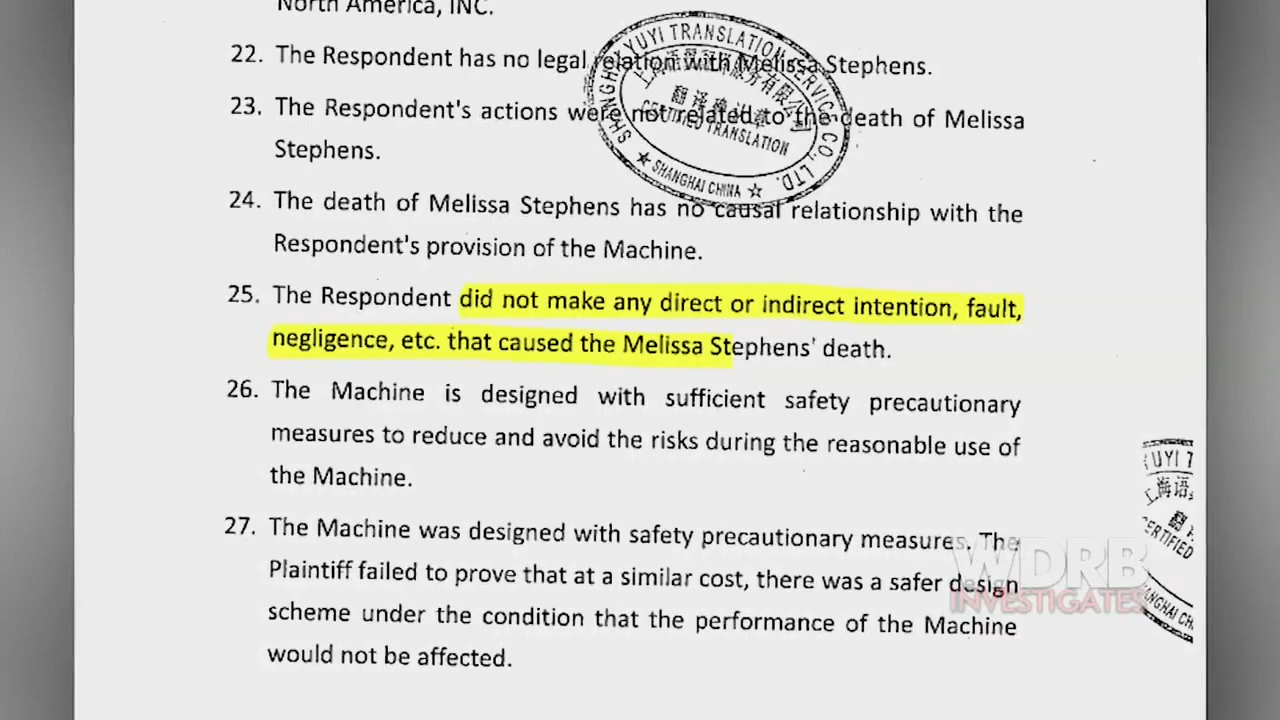 North America, INC.
22. The Respondent has no legal relation with Melissa Stephens.
23. The Respondent's actions were not related to the death of Melissa
Stephens.
24. The death of Melissa Stephens has no causal relationship with the
Respondent's provision of the Machine.
25. The Respondent did not make any direct or indirect intention, fault,
negligence, etc. that caused the Melissa Stephens' death.
26. The Machine is designed with sufficient safety precautionary
measures to reduce and avoid the risks during the reasonable use of
the Machine.
27. The Machine was designed with safety precautionary measures. The
Plaintiff failed to prove that at a similar cost, there was a safer design
scheme under the condition that the performance of the Machine
would not be affected.
SHANGHAI YUYI TRANSLATION SERVICE CO., LTD.
CERTIFIED TRANSLATION
★ SHANGHAI CHINA ☆
UYI T
上海语
翻
CERTIFIED
ANGHAI CH
WDRB
INVESTIGATES